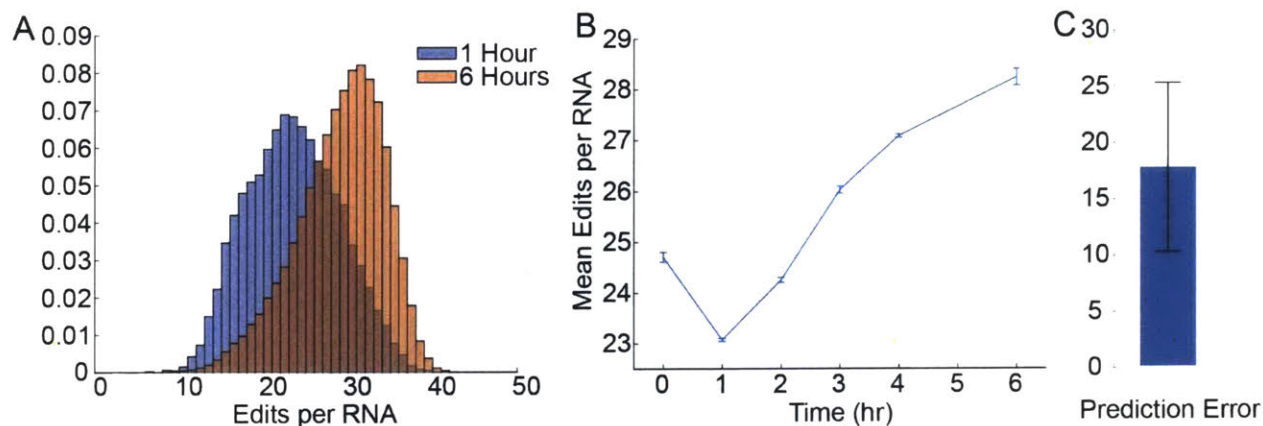 A
0.09
0.08
0.07
0.06
0.05
0.04
0.03
0.02
0.01
0
0 10 20 30 40 50
Edits per RNA
1 Hour
6 Hours
B
29
28
27
26
25
24
23
Mean Edits per RNA
0 1 2 3 4 5 6
Time (hr)
C
30
25
20
15
10
5
0
Prediction Error